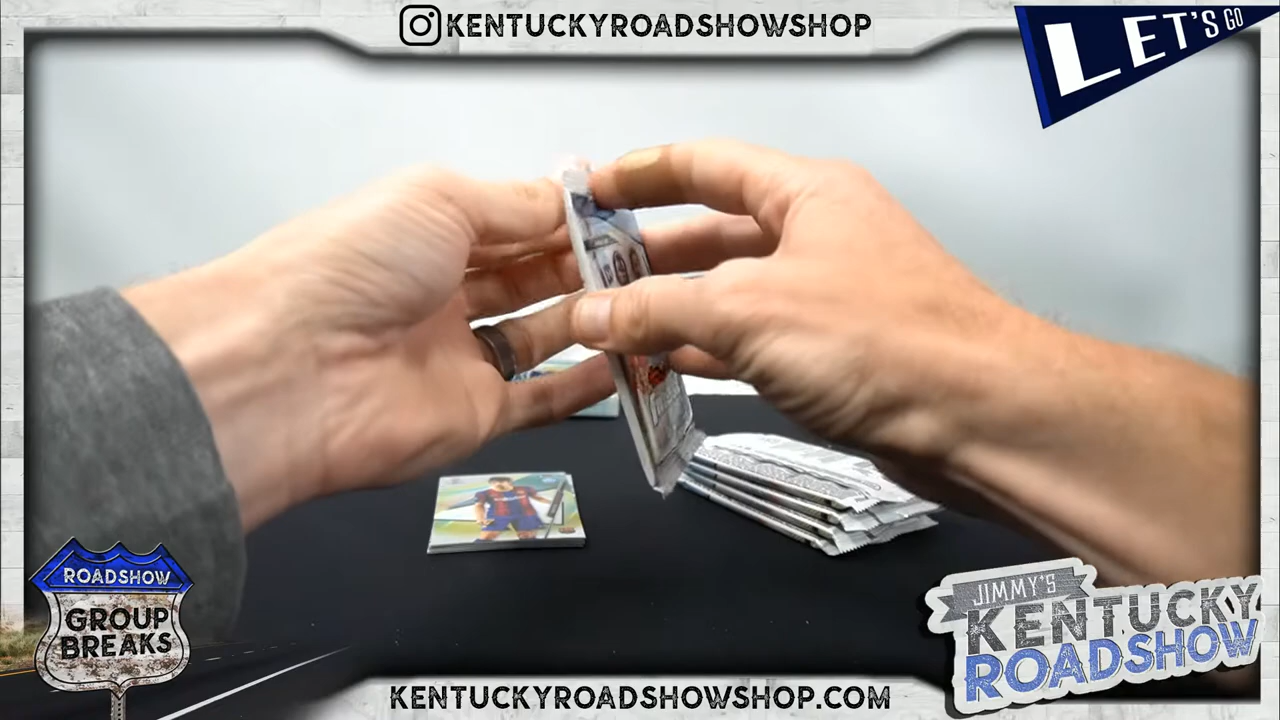 KENTUCKYROADSHOWSHOP
LET'S GO
ROADSHOW
GROUP
BREAKS
JIMMY'S
KENTUCKY
ROADSHOW
KENTUCKYROADSHOWSHOP.COM